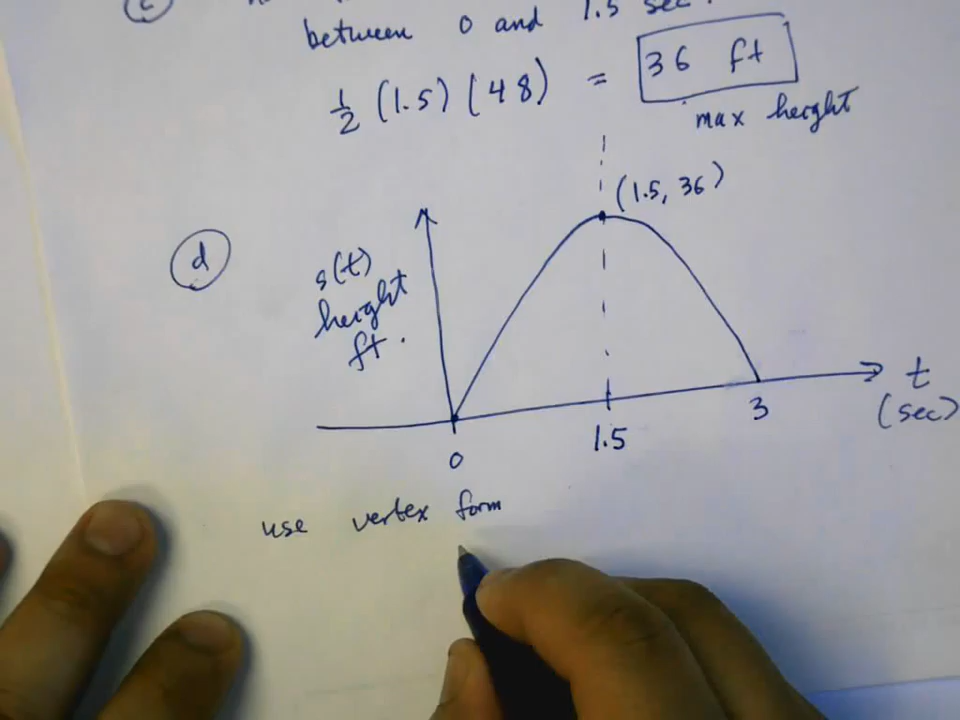 c
between 0 and 1.5 sec.
½ (1.5) (48) = 36 ft
max height
(1.5, 36)
d
s(t)
height
ft.
t
(sec)
0
1.5
3
use vertex form